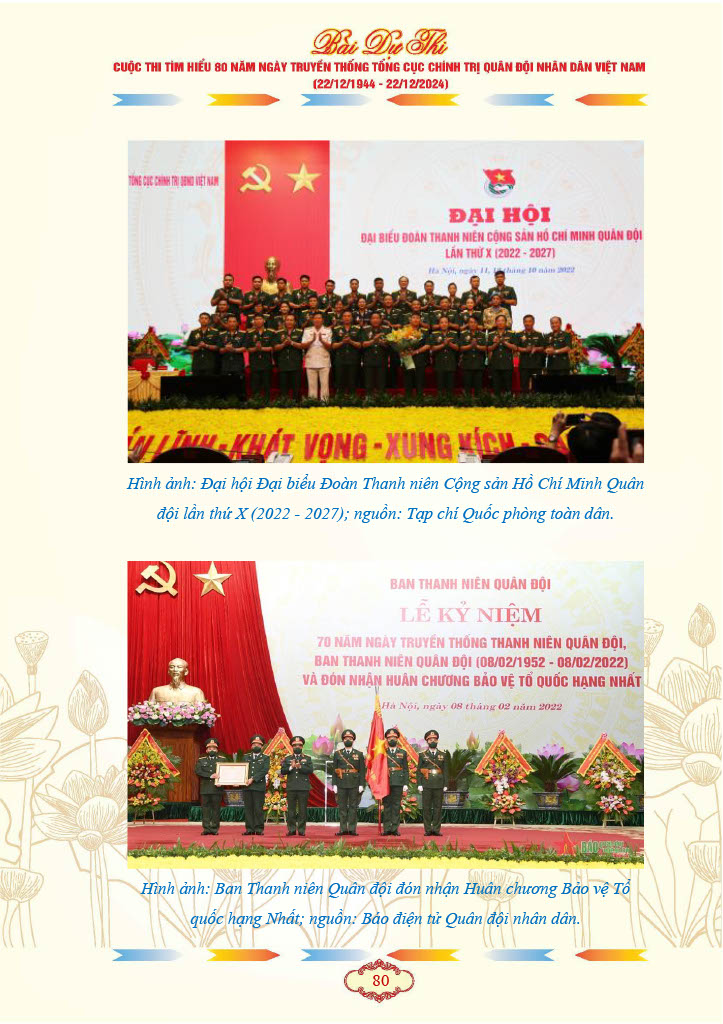 Bài Dự Thi
CUỘC THI TÌM HIỂU 80 NĂM NGÀY TRUYỀN THỐNG TỔNG CỤC CHÍNH TRỊ QUÂN ĐỘI NHÂN DÂN VIỆT NAM
(22/12/1944 - 22/12/2024)
TỔNG CỤC CHÍNH TRỊ QĐND VIỆT NAM
ĐẠI HỘI
ĐẠI BIỂU ĐOÀN THANH NIÊN CỘNG SẢN HỒ CHÍ MINH QUÂN ĐỘI
LẦN THỨ X (2022 - 2027)
Hà Nội, ngày 11, tháng 10 năm 2022
LĨNH - KHÁT VỌNG - XUNG KÍCH -
Hình ảnh: Đại hội Đại biểu Đoàn Thanh niên Cộng sản Hồ Chí Minh Quân
đội lần thứ X (2022 - 2027); nguồn: Tạp chí Quốc phòng toàn dân.
BAN THANH NIÊN QUÂN ĐỘI
LỄ KỶ NIỆM
70 NĂM NGÀY TRUYỀN THỐNG THANH NIÊN QUÂN ĐỘI,
BAN THANH NIÊN QUÂN ĐỘI (08/02/1952 - 08/02/2022)
VÀ ĐÓN NHẬN HUÂN CHƯƠNG BẢO VỆ TỔ QUỐC HẠNG NHẤT
Hà Nội, ngày 08 tháng 02 năm 2022
BÁO
Hình ảnh: Ban Thanh niên Quân đội đón nhận Huân chương Bảo vệ Tổ
quốc hạng Nhất; nguồn: Báo điện tử Quân đội nhân dân.
80